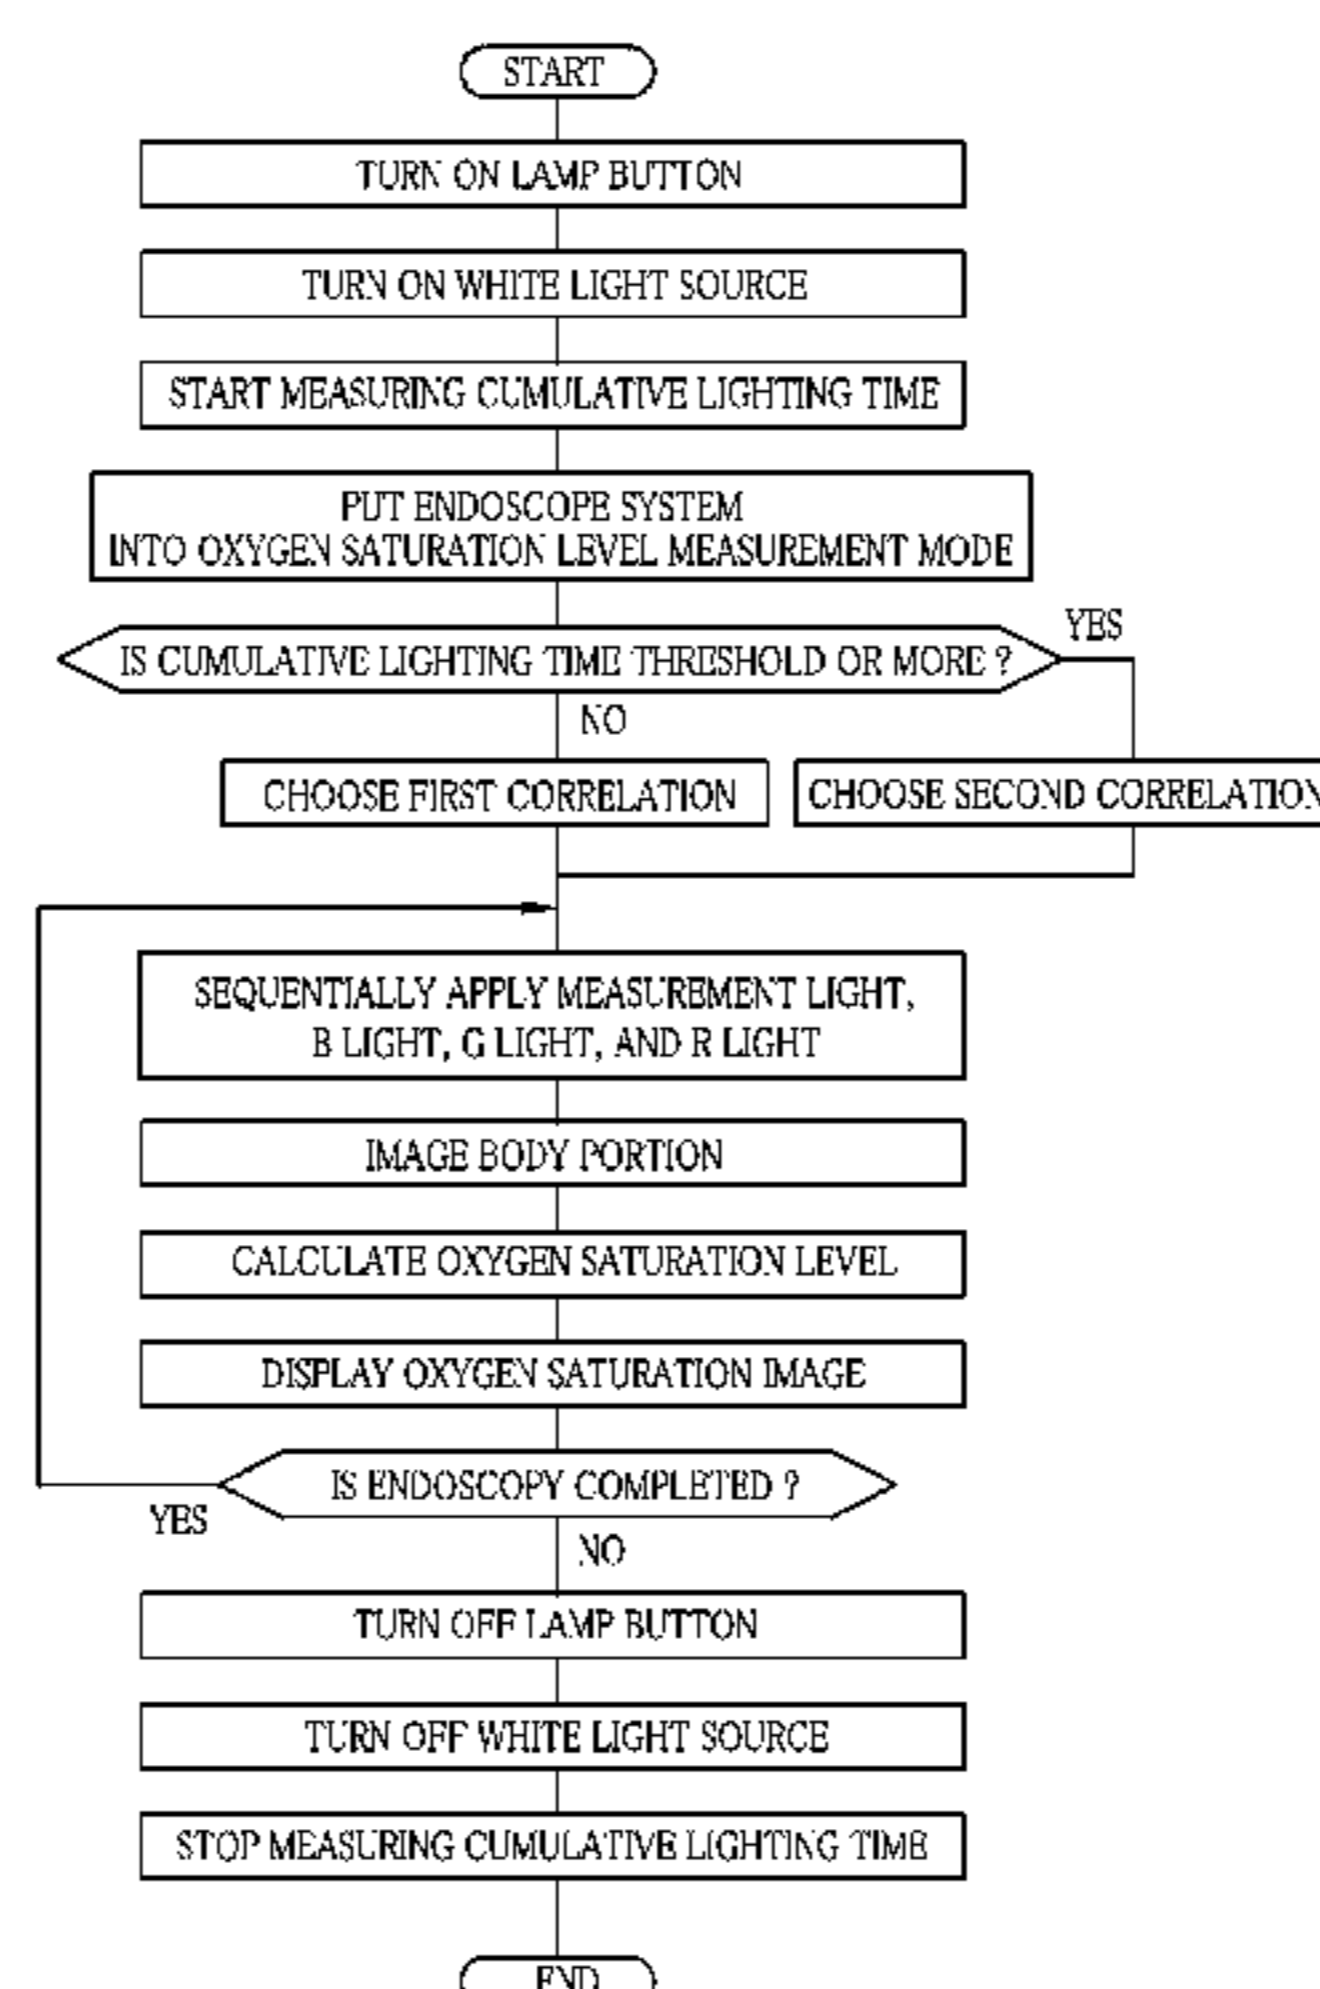 START
TURN ON LAMP BUTTON
TURN ON WHITE LIGHT SOURCE
START MEASURING CUMULATIVE LIGHTING TIME
PUT ENDOSCOPE SYSTEM
INTO OXYGEN SATURATION LEVEL MEASUREMENT MODE
YES
IS CUMULATIVE LIGHTING TIME THRESHOLD OR MORE ?
NO
CHOOSE FIRST CORRELATION
CHOOSE SECOND CORRELATION
SEQUENTIALLY APPLY MEASUREMENT LIGHT,
B LIGHT, G LIGHT, AND R LIGHT
IMAGE BODY PORTION
CALCULATE OXYGEN SATURATION LEVEL
DISPLAY OXYGEN SATURATION IMAGE
IS ENDOSCOPY COMPLETED ?
YES
NO
TURN OFF LAMP BUTTON
TURN OFF WHITE LIGHT SOURCE
STOP MEASURING CUMULATIVE LIGHTING TIME
END